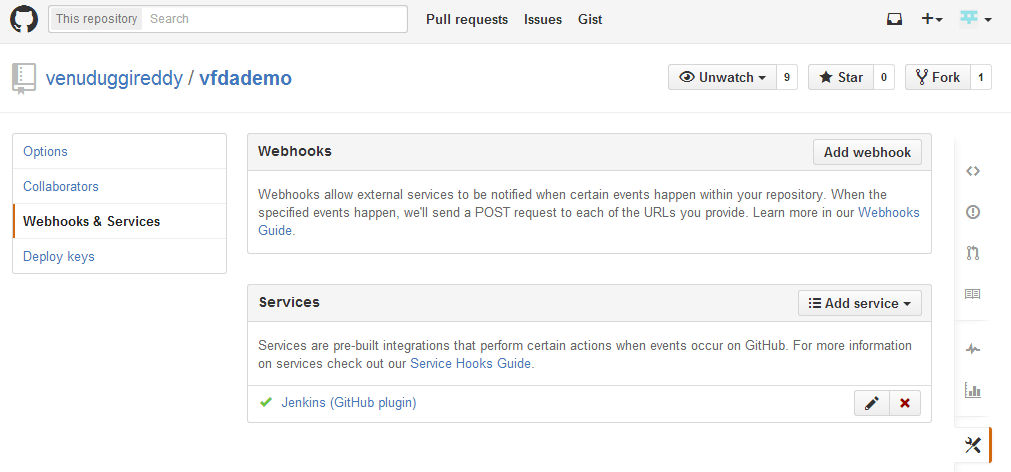 This repository Search Pull requests Issues Gist
venuduggireddy / vfdademo Unwatch 9 Star 0 Fork 1
Options
Collaborators
Webhooks & Services
Deploy keys
Webhooks Add webhook
Webhooks allow external services to be notified when certain events happen within your repository. When the
specified events happen, we'll send a POST request to each of the URLs you provide. Learn more in our Webhooks
Guide.
Services Add service
Services are pre-built integrations that perform certain actions when events occur on GitHub. For more information
on services check out our Service Hooks Guide.
Jenkins (GitHub plugin)